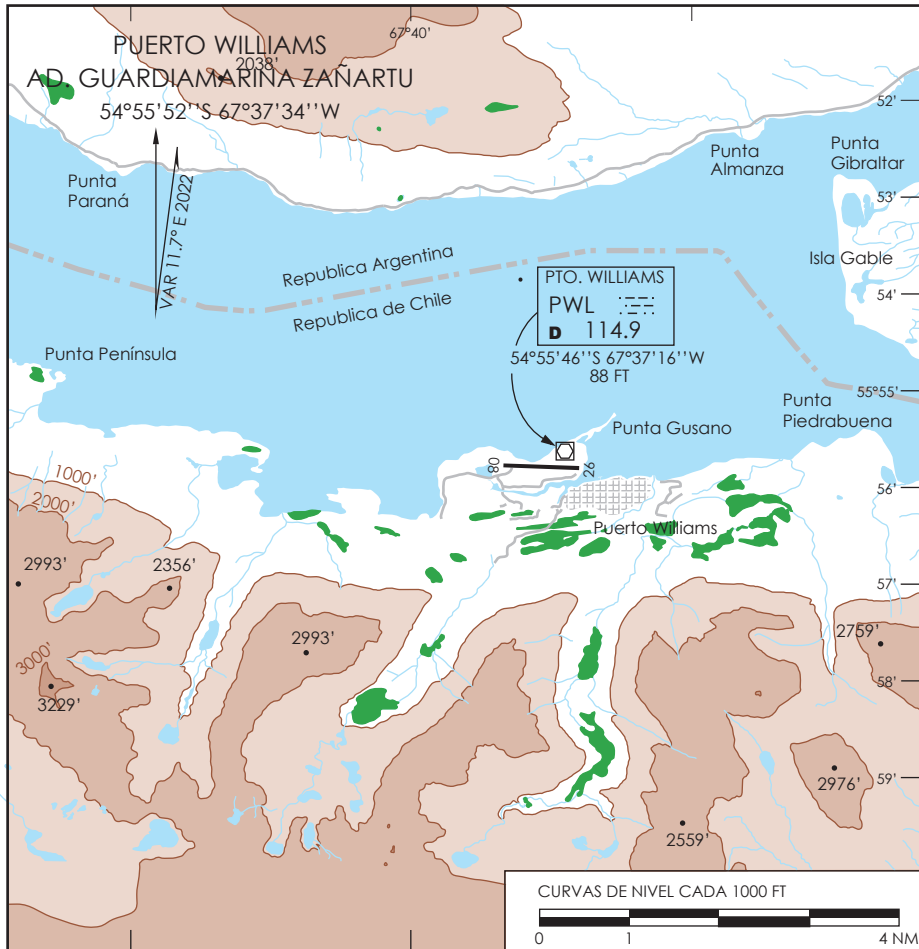 67°40'
PUERTO WILLIAMS
2038'
AD. GUARDIAMARINA ZAÑARTU
54°55'52''S 67°37'34''W
52'
Punta
Almanza
Punta
Gibraltar
Punta
Paraná
53'
VAR 11.7° E 2022
Republica Argentina
Isla Gable
Republica de Chile
PTO. WILLIAMS
PWL
D 114.9
54°55'46''S 67°37'16''W
88 FT
54'
Punta Península
55°55'
Punta
Piedrabuena
Punta Gusano
08
26
1000'
2000'
56'
Puerto Williams
2993'
2356'
57'
2993'
2759'
3000'
3229'
58'
2976'
59'
2559'
CURVAS DE NIVEL CADA 1000 FT
0 1 4 NM